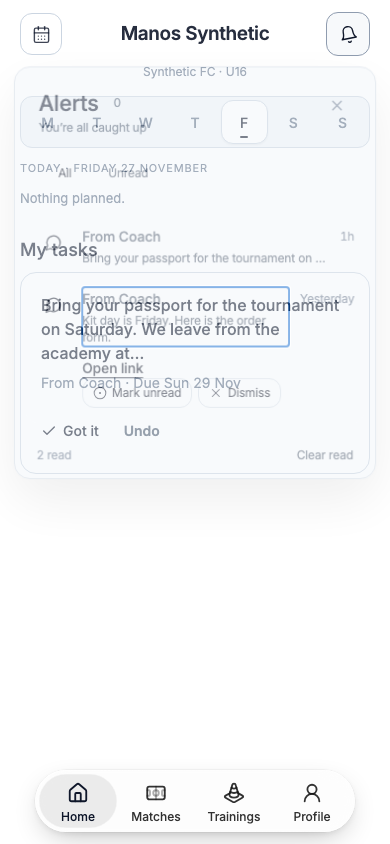 Manos Synthetic
Synthetic FC · U16
Alerts 0
You're all caught up
M T W T F S S
TODAY · FRIDAY 27 NOVEMBER
All Unread
Nothing planned.
From Coach 1h
Bring your passport for the tournament on ...
My tasks
From Coach Yesterday
Kit day is Friday. Here is the order form.
Open link
Mark unread Dismiss
Bring your passport for the tournament
on Saturday. We leave from the
academy at...
From Coach · Due Sun 29 Nov
Got it Undo
2 read Clear read
Home Matches Trainings Profile